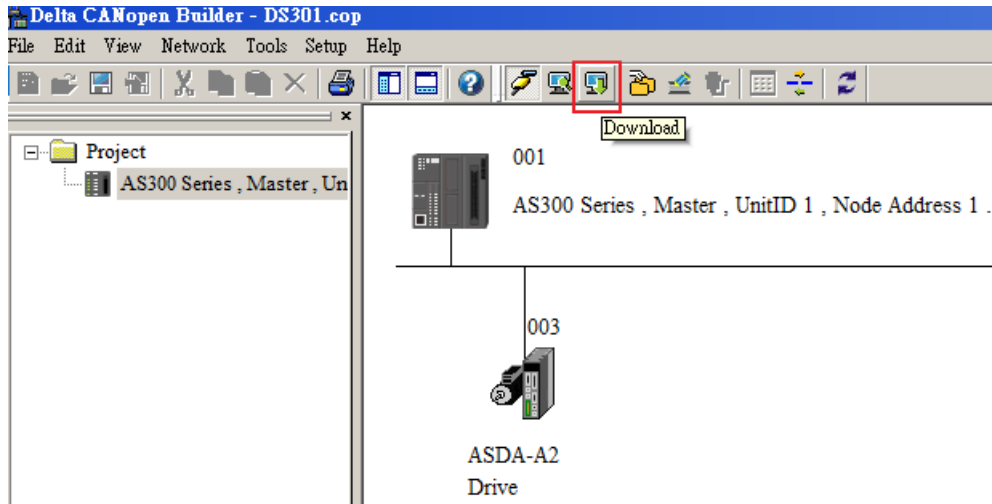 Delta CANopen Builder - DS301.cop
File Edit View Network Tools Setup Help
Download
Project
AS300 Series , Master , Un
001
AS300 Series , Master , UnitID 1 , Node Address 1 .
003
ASDA-A2
Drive